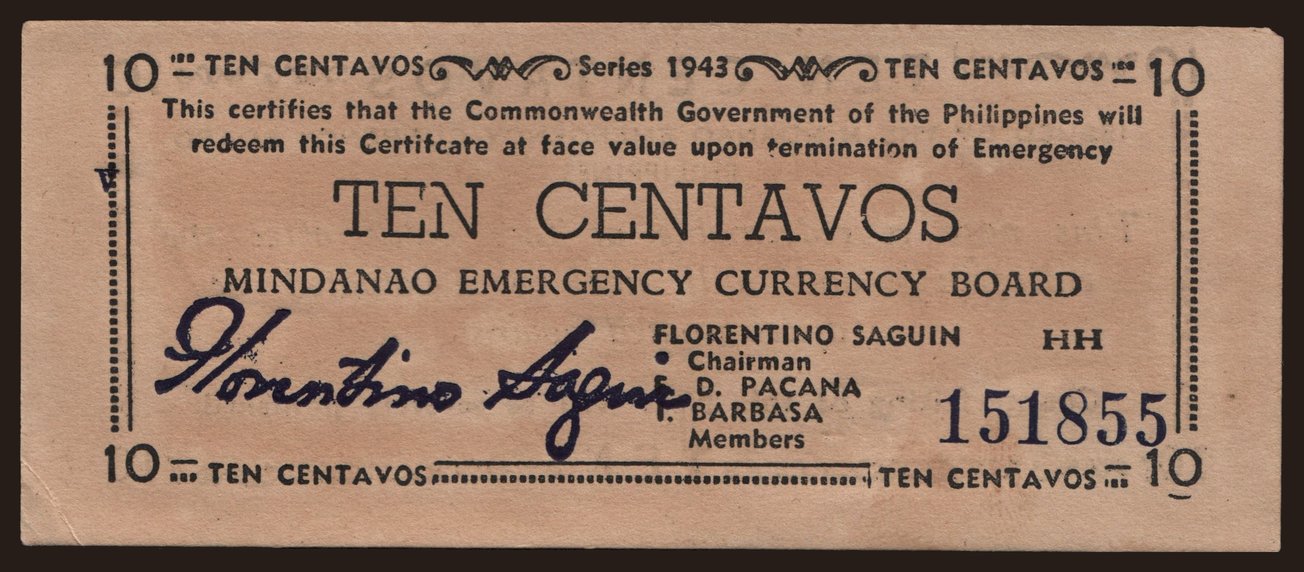 10 TEN CENTAVOS Series 1943 TEN CENTAVOS 10
This certifies that the Commonwealth Government of the Philippines will
redeem this Certifcate at face value upon termination of Emergency
TEN CENTAVOS
MINDANAO EMERGENCY CURRENCY BOARD
Florentino Saguin
FLORENTINO SAGUIN HH
Chairman
D. PACANA
BARBASA
151855
Members
10 TEN CENTAVOS TEN CENTAVOS 10